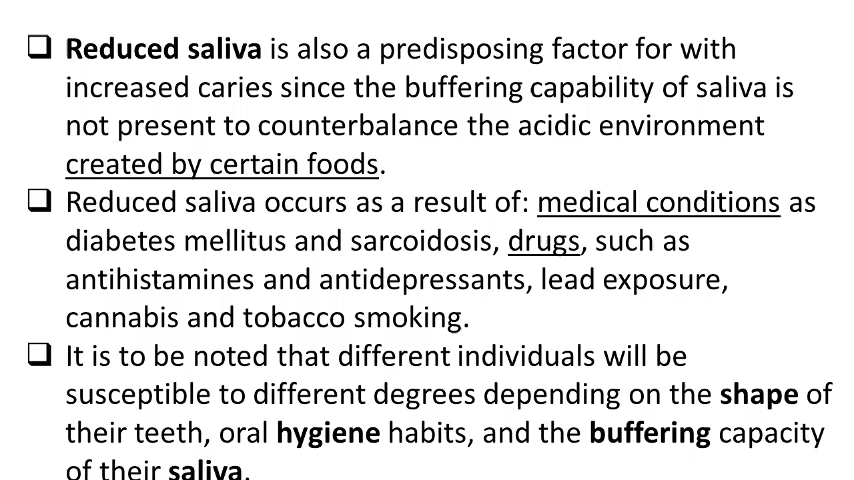 ❑ Reduced saliva is also a predisposing factor for with
increased caries since the buffering capability of saliva is
not present to counterbalance the acidic environment
created by certain foods.
❑ Reduced saliva occurs as a result of: medical conditions as
diabetes mellitus and sarcoidosis, drugs, such as
antihistamines and antidepressants, lead exposure,
cannabis and tobacco smoking.
❑ It is to be noted that different individuals will be
susceptible to different degrees depending on the shape of
their teeth, oral hygiene habits, and the buffering capacity
of their saliva.